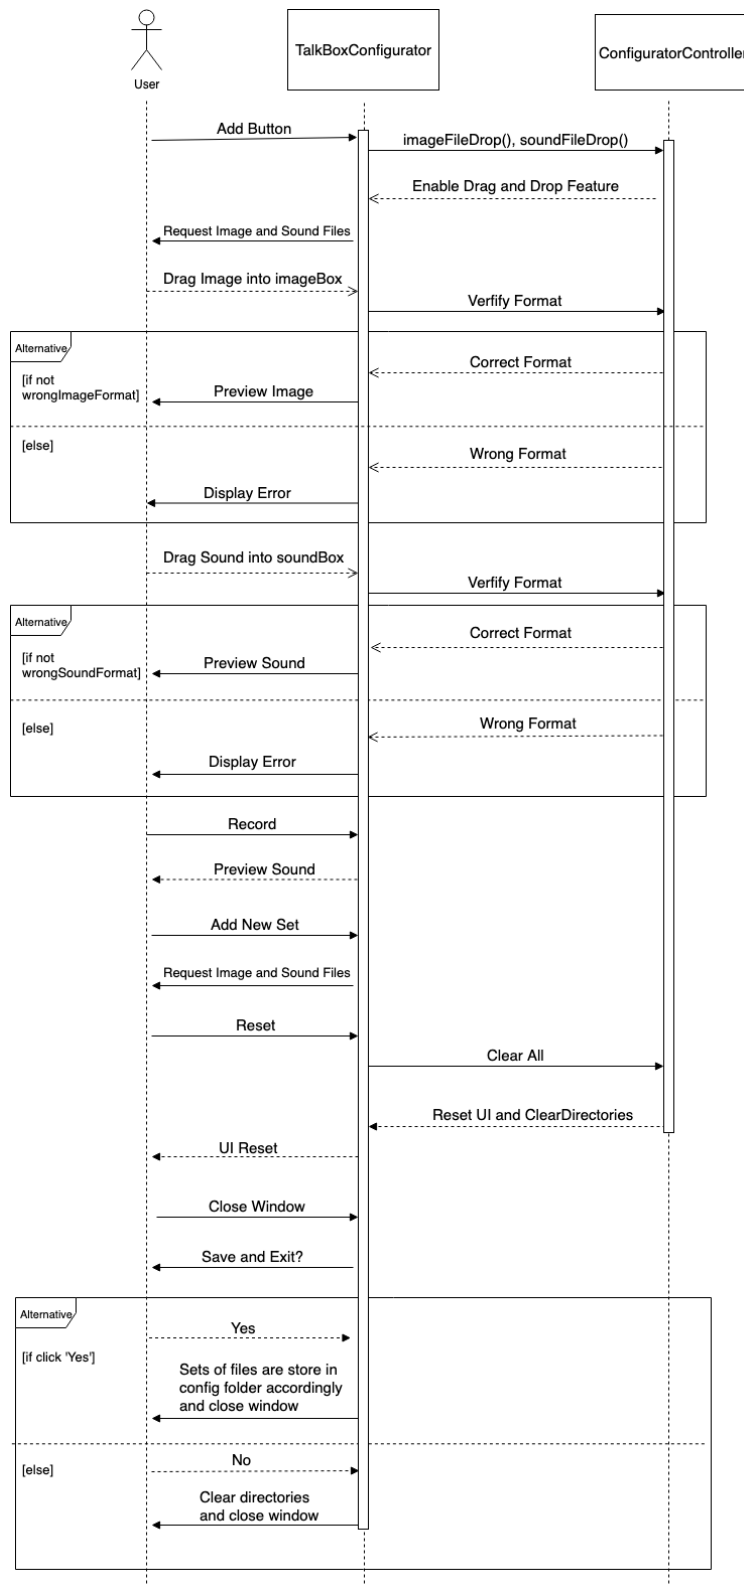 User
TalkBoxConfigurator
ConfiguratorController
Add Button
imageFileDrop(), soundFileDrop()
Enable Drag and Drop Feature
Request Image and Sound Files
Drag Image into imageBox
Verfify Format
Alternative
Correct Format
[if not
wrongImageFormat]
Preview Image
[else]
Wrong Format
Display Error
Drag Sound into soundBox
Verfify Format
Alternative
Correct Format
[if not
wrongSoundFormat]
Preview Sound
[else]
Wrong Format
Display Error
Record
Preview Sound
Add New Set
Request Image and Sound Files
Reset
Clear All
Reset UI and ClearDirectories
UI Reset
Close Window
Save and Exit?
Alternative
Yes
[if click 'Yes']
Sets of files are store in
config folder accordingly
and close window
No
[else]
Clear directories
and close window